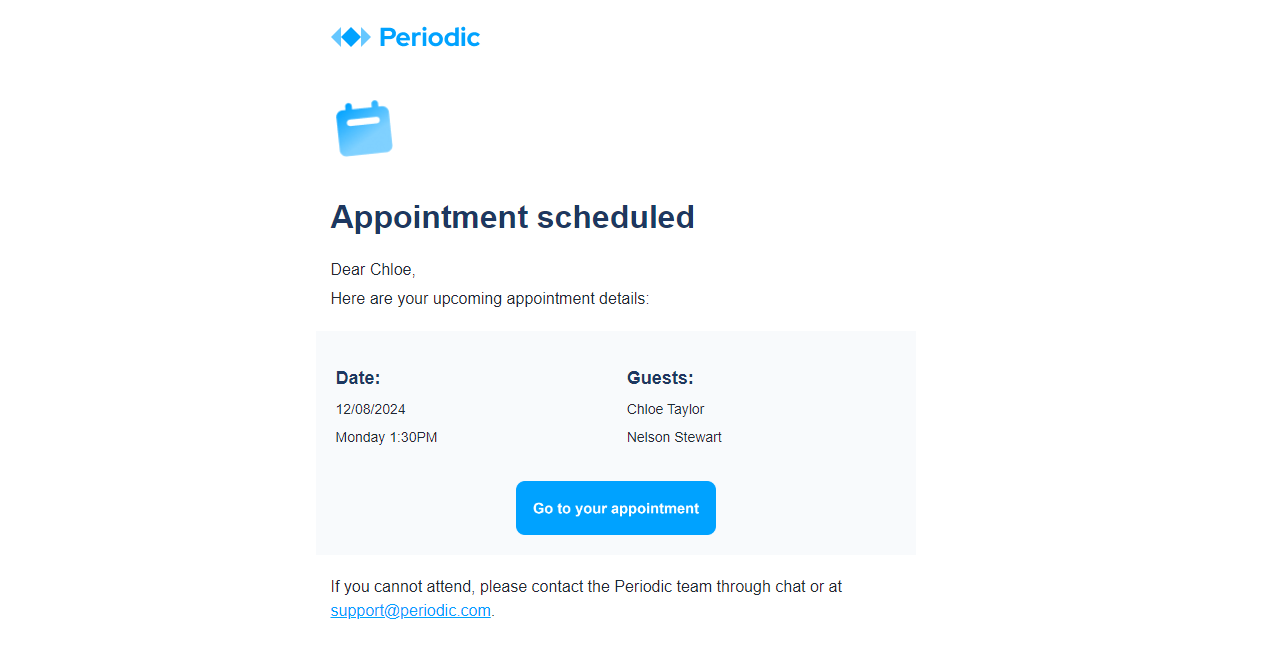 Periodic
Appointment scheduled
Dear Chloe,
Here are your upcoming appointment details:
Date:
12/08/2024
Monday 1:30PM
Guests:
Chloe Taylor
Nelson Stewart
Go to your appointment
If you cannot attend, please contact the Periodic team through chat or at
support@periodic.com.